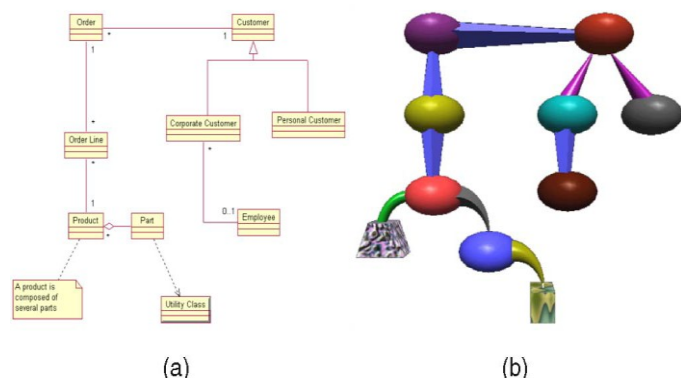 Order
Customer
1
*
1
*
Order Line
*
Corporate Customer
Personal Customer
*
1
0..1
Product
*
Part
Employee
A product is
composed of
several parts
Utility Class
(a)
(b)